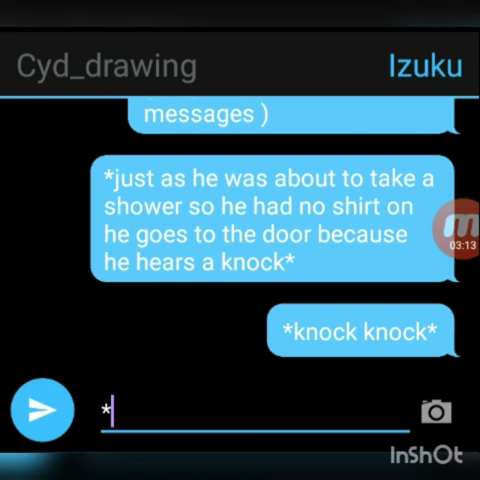 Cyd_drawing
Izuku
messages )
*just as he was about to take a
shower so he had no shirt on
he goes to the door because
he hears a knock*
03:13
*knock knock*
*
InShOt